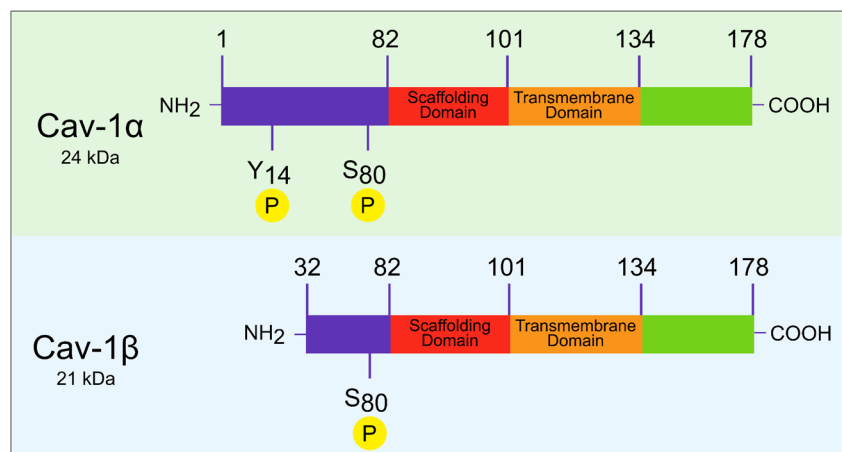 1 82 101 134 178
NH2 Scaffolding Domain Transmembrane Domain COOH
Cav-1α
24 kDa
Y14 S80
P P
32 82 101 134 178
NH2 Scaffolding Domain Transmembrane Domain COOH
Cav-1β
21 kDa
S80
P